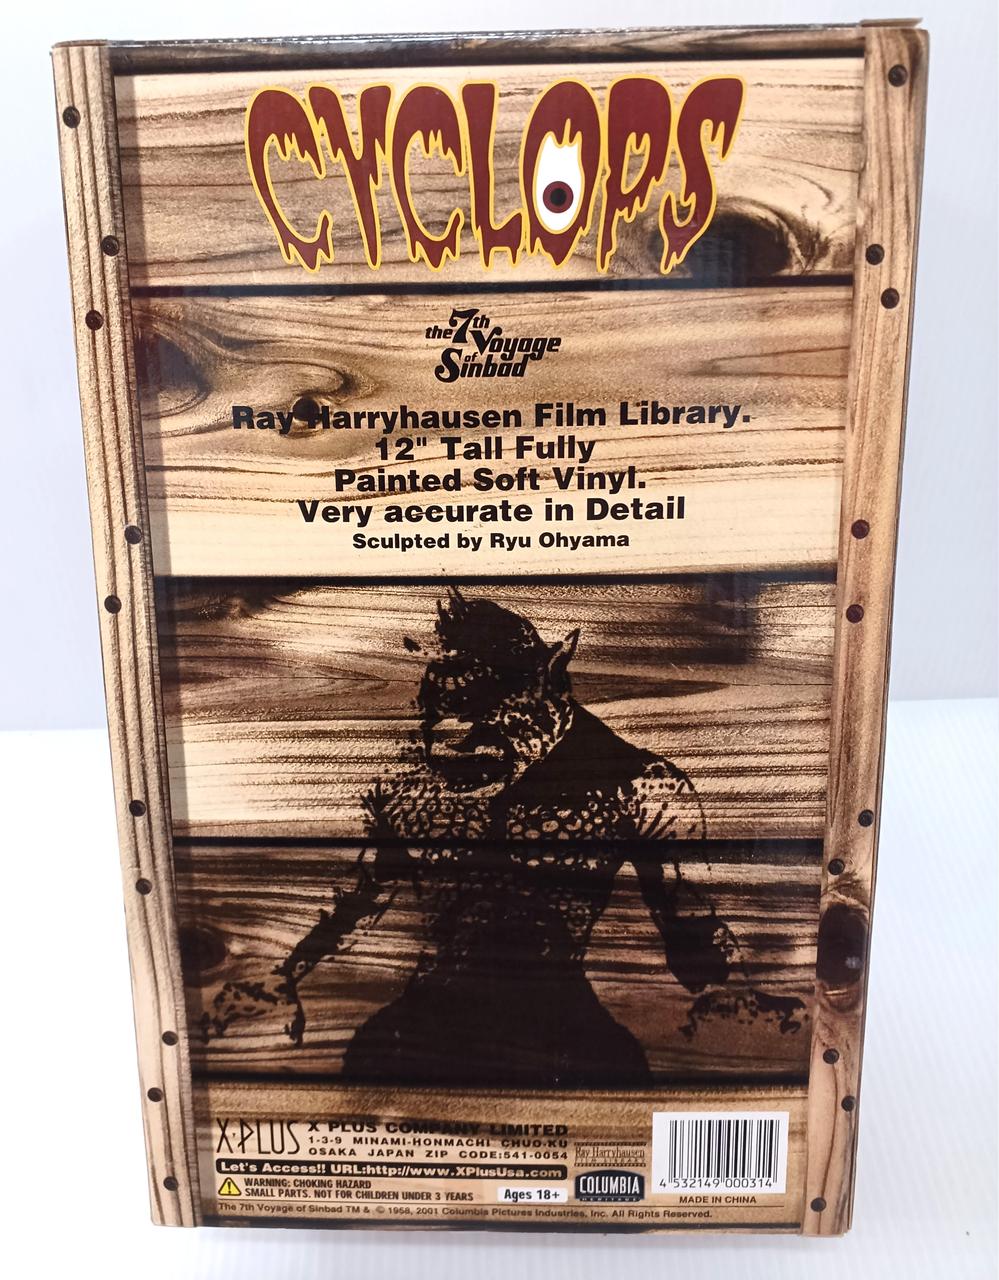 CYCLOPS
the 7th
Voyage
of
Sinbad
Ray Harryhausen Film Library.
12" Tall Fully
Painted Soft Vinyl.
Very accurate in Detail
Sculpted by Ryu Ohyama
X·PLUS
X PLUS COMPANY LIMITED
1-3-9 MINAMI-HONMACHI CHUO-KU
OSAKA JAPAN ZIP CODE:541-0054
Let's Access!! URL:http://www.XPlusUsa.com
WARNING: CHOKING HAZARD
SMALL PARTS. NOT FOR CHILDREN UNDER 3 YEARS
Ages 18+
Ray Harryhausen
FILM LIBRARY
COLUMBIA
HERITAGE
4 532149 000314
MADE IN CHINA
The 7th Voyage of Sinbad TM & © 1958, 2001 Columbia Pictures Industries, Inc. All Rights Reserved.